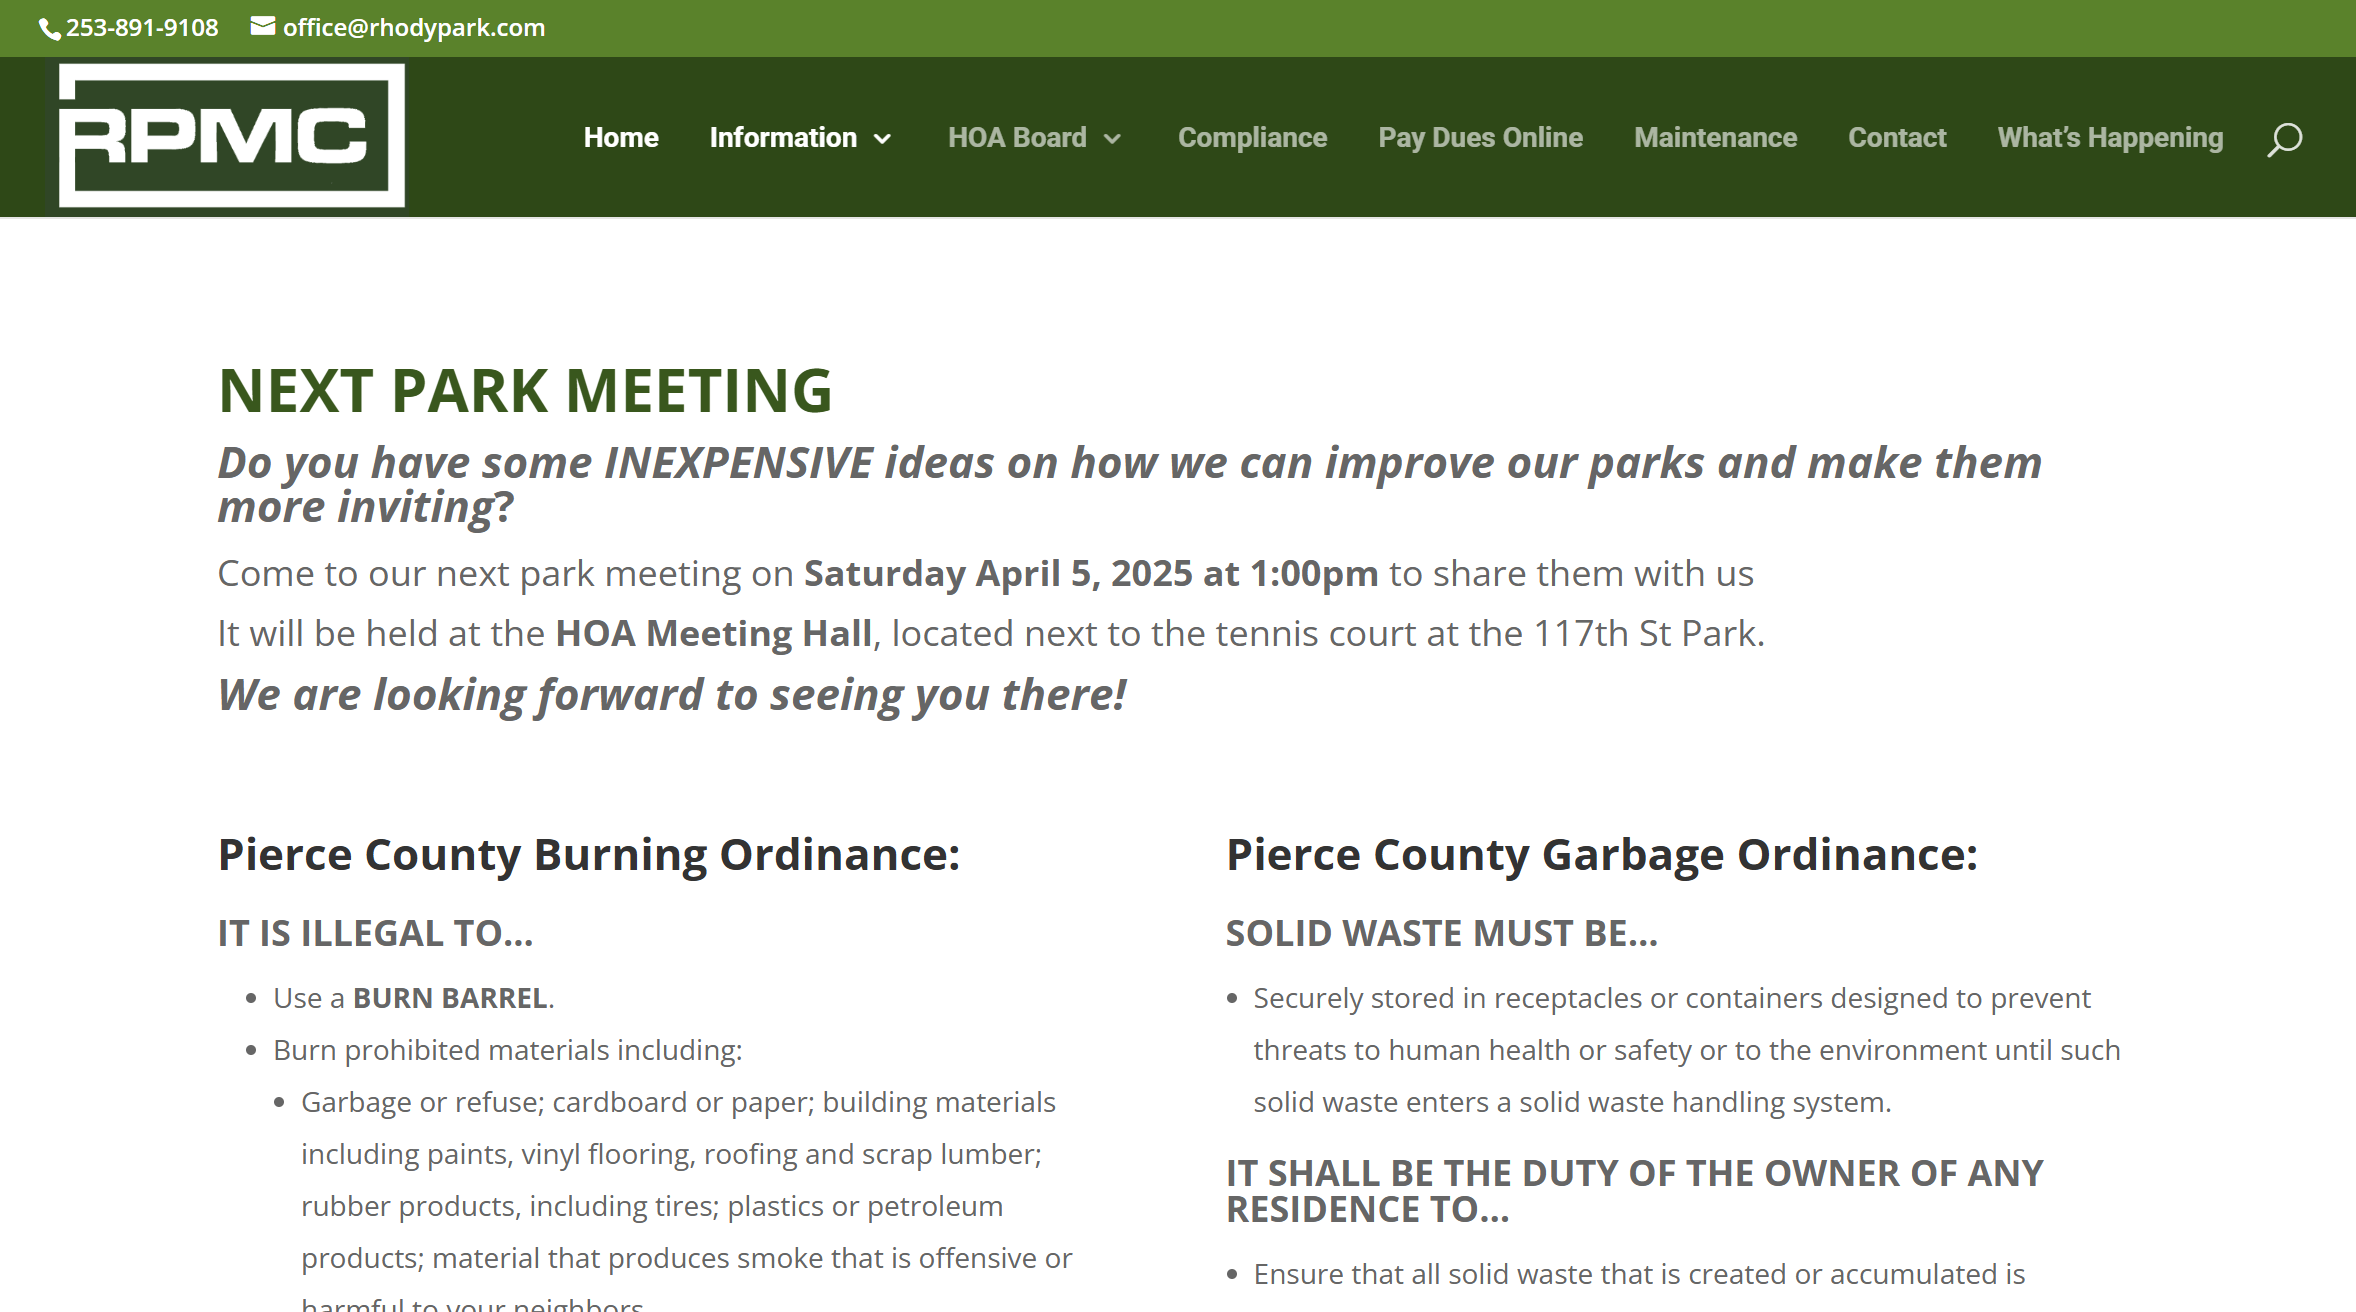 253-891-9108 office@rhodypark.com
RPMC
Home Information HOA Board Compliance Pay Dues Online Maintenance Contact What's Happening
NEXT PARK MEETING
Do you have some INEXPENSIVE ideas on how we can improve our parks and make them
more inviting?
Come to our next park meeting on Saturday April 5, 2025 at 1:00pm to share them with us
It will be held at the HOA Meeting Hall, located next to the tennis court at the 117th St Park.
We are looking forward to seeing you there!
Pierce County Burning Ordinance:
IT IS ILLEGAL TO...
• Use a BURN BARREL.
• Burn prohibited materials including:
• Garbage or refuse; cardboard or paper; building materials
including paints, vinyl flooring, roofing and scrap lumber;
rubber products, including tires; plastics or petroleum
products; material that produces smoke that is offensive or
harmful to your neighbors
Pierce County Garbage Ordinance:
SOLID WASTE MUST BE...
• Securely stored in receptacles or containers designed to prevent
threats to human health or safety or to the environment until such
solid waste enters a solid waste handling system.
IT SHALL BE THE DUTY OF THE OWNER OF ANY
RESIDENCE TO...
• Ensure that all solid waste that is created or accumulated is